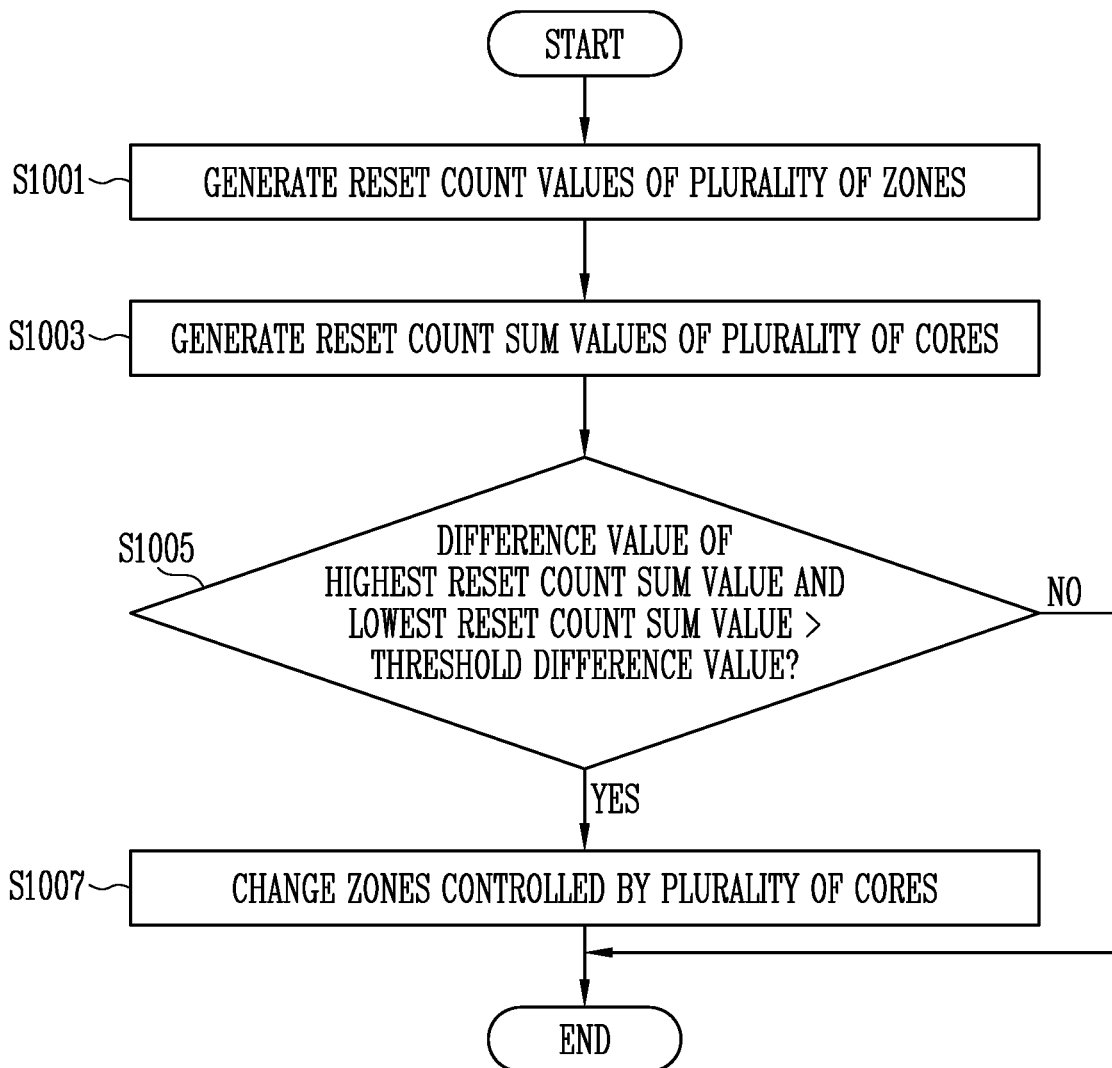 START
S1001
GENERATE RESET COUNT VALUES OF PLURALITY OF ZONES
S1003
GENERATE RESET COUNT SUM VALUES OF PLURALITY OF CORES
S1005
DIFFERENCE VALUE OF
HIGHEST RESET COUNT SUM VALUE AND
LOWEST RESET COUNT SUM VALUE >
THRESHOLD DIFFERENCE VALUE?
NO
YES
S1007
CHANGE ZONES CONTROLLED BY PLURALITY OF CORES
END